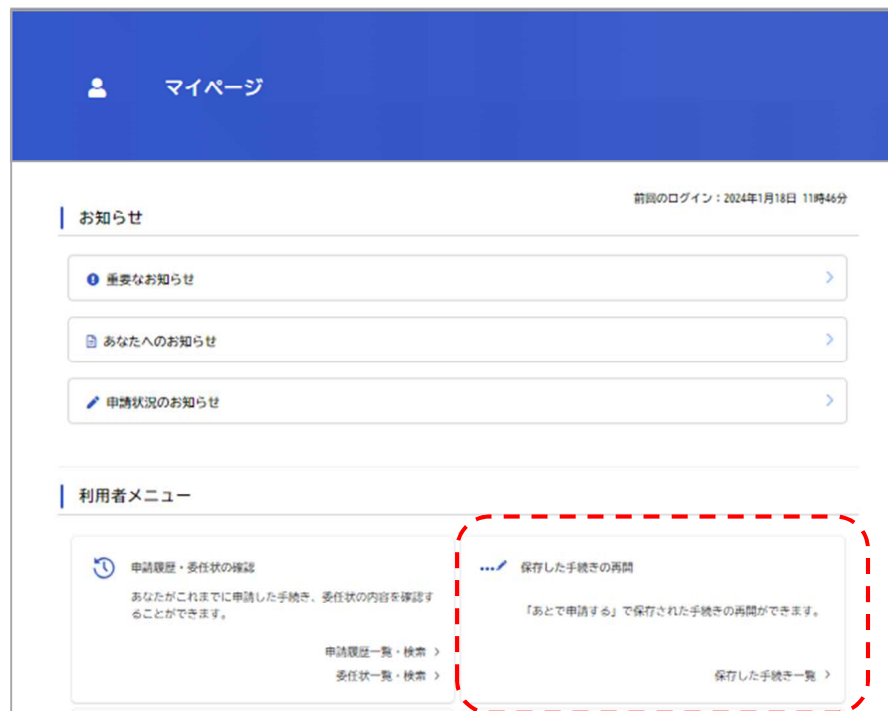 マイページ
前回のログイン：2024年1月18日 11時46分
お知らせ
重要なお知らせ
あなたへのお知らせ
申請状況のお知らせ
利用者メニュー
申請履歴・委任状の確認
あなたがこれまでに申請した手続き、委任状の内容を確認す
ることができます。
申請履歴一覧・検索
委任状一覧・検索
保存した手続きの再開
「あとで申請する」で保存された手続きの再開ができます。
保存した手続き一覧